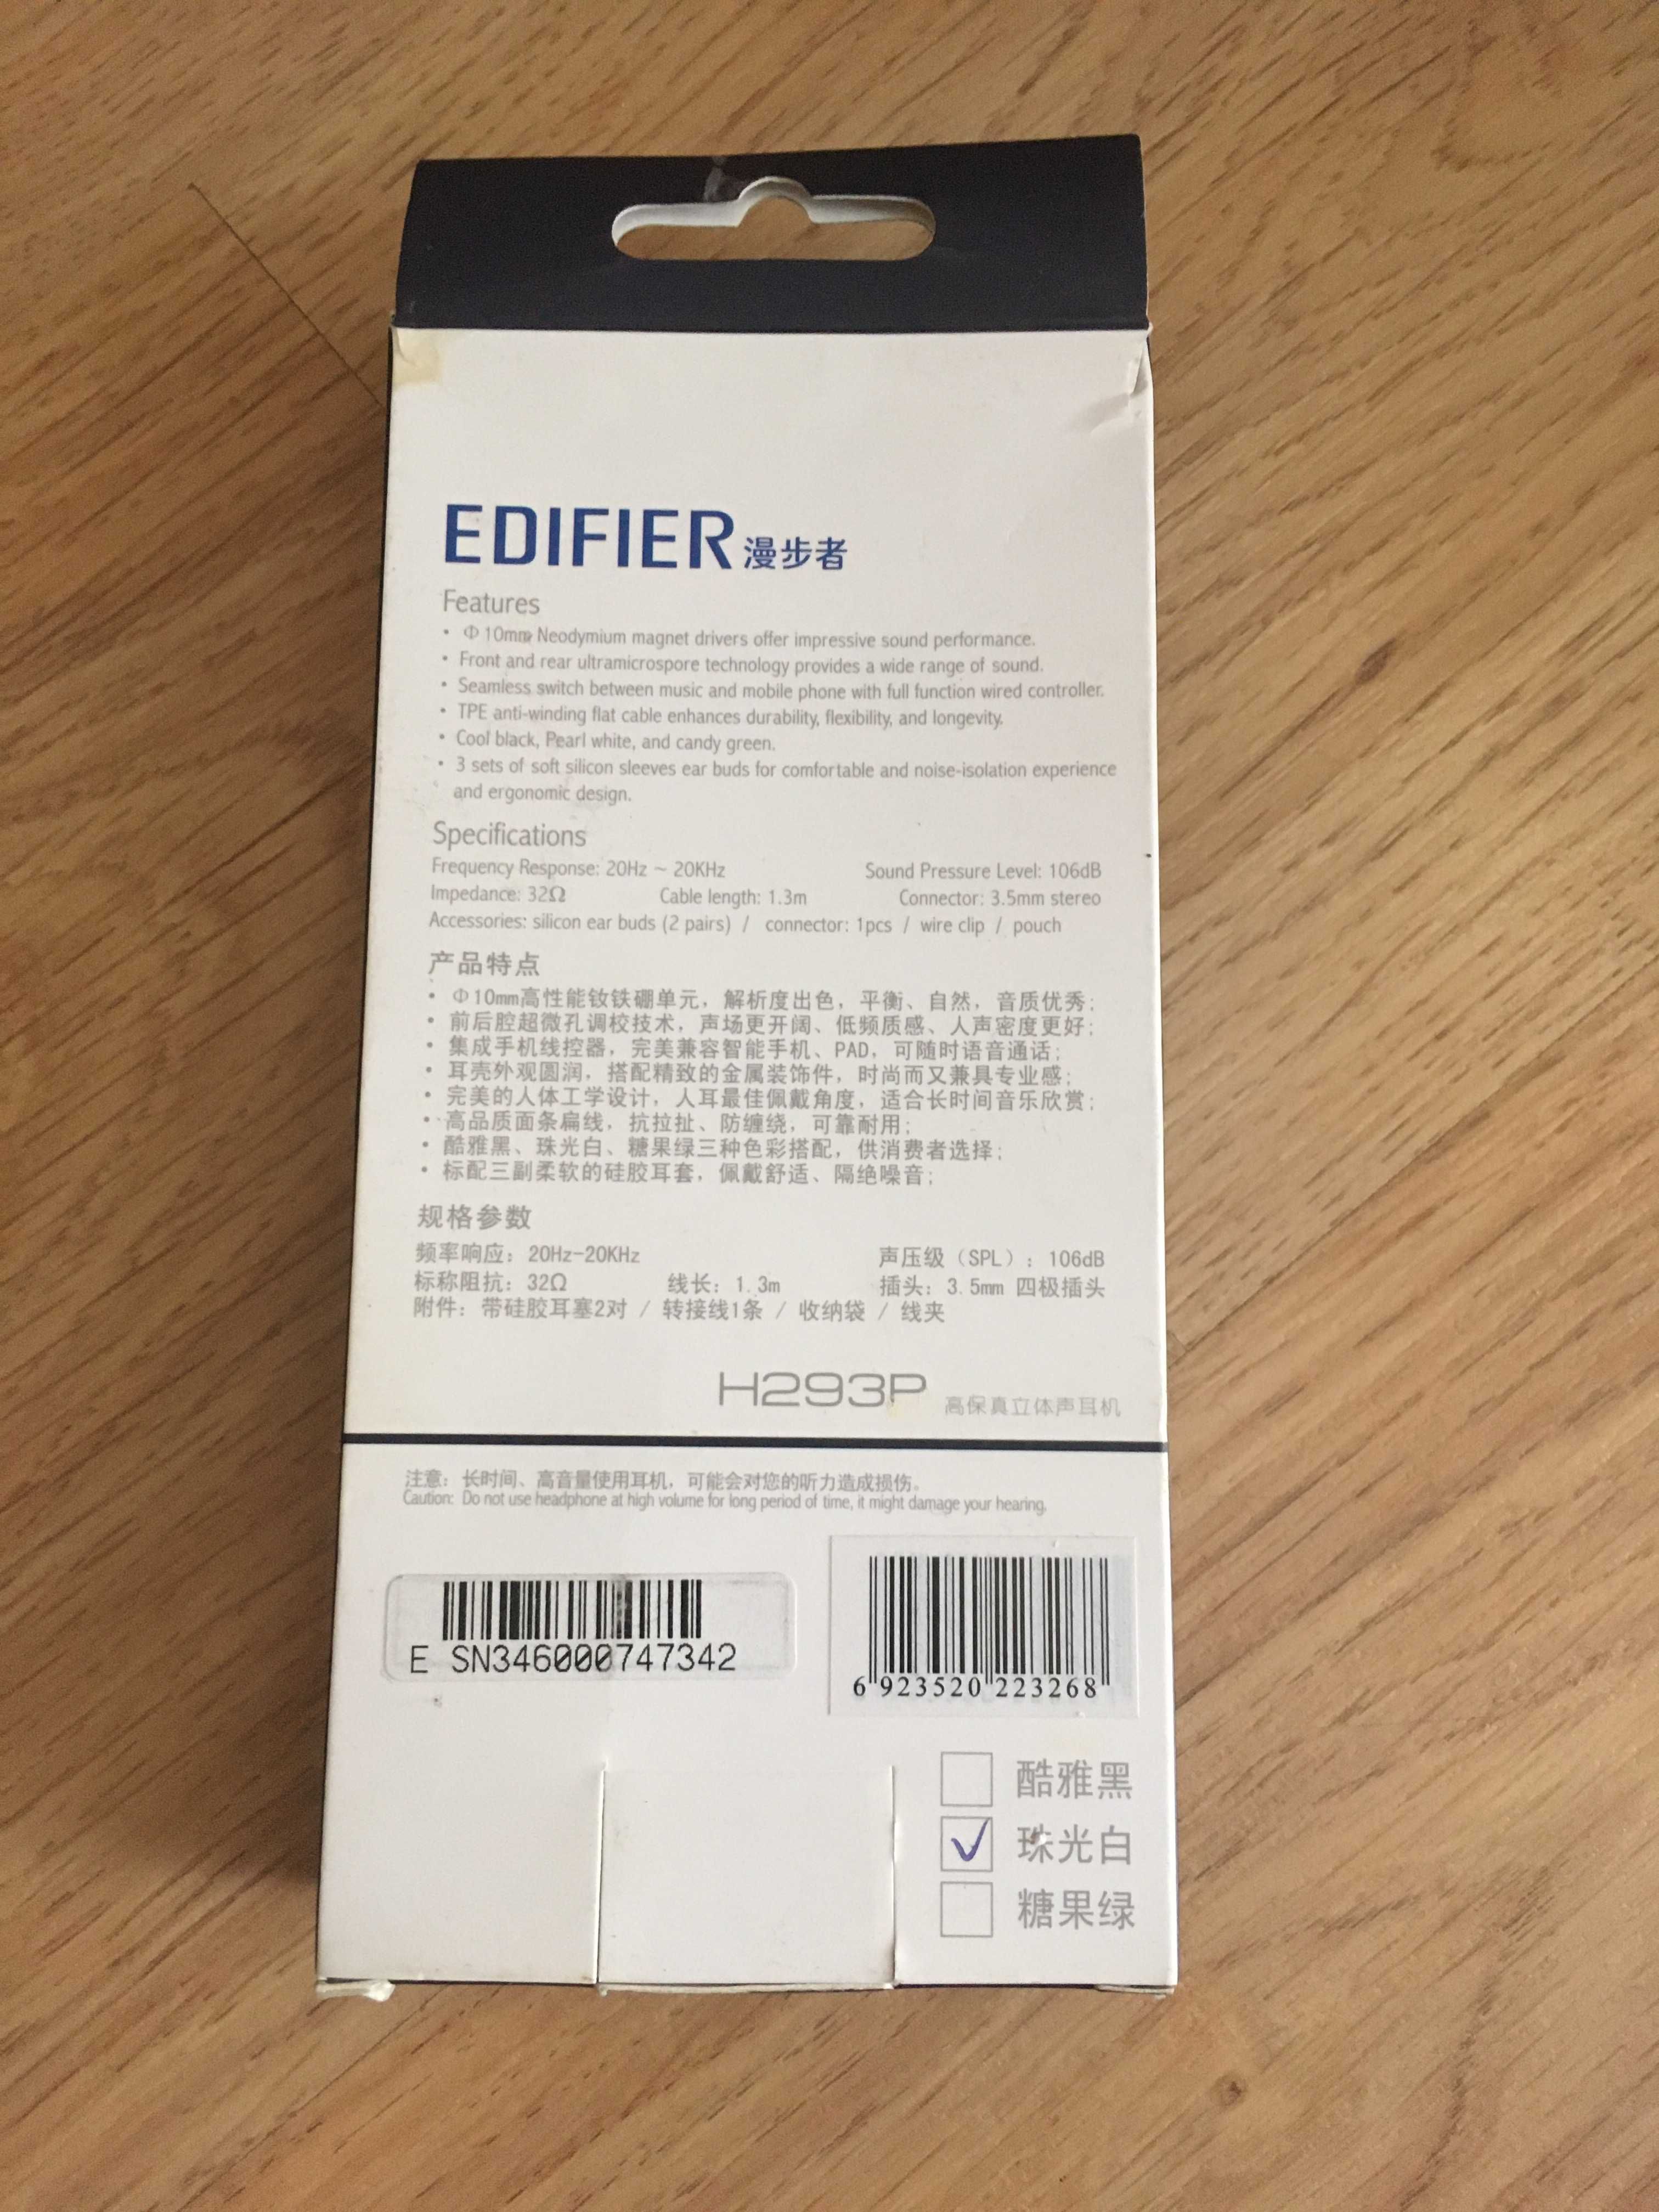 EDIFIER 漫步者
Features
• Φ 10mm Neodymium magnet drivers offer impressive sound performance.
• Front and rear ultramicrospore technology provides a wide range of sound.
• Seamless switch between music and mobile phone with full function wired controller.
• TPE anti-winding flat cable enhances durability, flexibility, and longevity.
• Cool black, Pearl white, and candy green.
• 3 sets of soft silicon sleeves ear buds for comfortable and noise-isolation experience
and ergonomic design.
Specifications
Frequency Response: 20Hz ~ 20KHz Sound Pressure Level: 106dB
Impedance: 32Ω Cable length: 1.3m Connector: 3.5mm stereo
Accessories: silicon ear buds (2 pairs) / connector: 1pcs / wire clip / pouch
产品特点
• Φ10mm高性能钕铁硼单元，解析度出色，平衡、自然，音质优秀；
• 前后腔超微孔调校技术，声场更开阔、低频质感、人声密度更好；
• 集成手机线控器，完美兼容智能手机、PAD，可随时语音通话；
• 耳壳外观圆润，搭配精致的金属装饰件，时尚而又兼具专业感；
• 完美的人体工学设计，人耳最佳佩戴角度，适合长时间音乐欣赏；
• 高品质面条扁线，抗拉扯、防缠绕，可靠耐用；
• 酷雅黑、珠光白、糖果绿三种色彩搭配，供消费者选择；
• 标配三副柔软的硅胶耳套，佩戴舒适、隔绝噪音；
规格参数
频率响应：20Hz-20KHz 声压级（SPL）：106dB
标称阻抗：32Ω 线长：1.3m 插头：3.5mm 四极插头
附件：带硅胶耳塞2对 / 转接线1条 / 收纳袋 / 线夹
H293P 高保真立体声耳机
注意：长时间、高音量使用耳机，可能会对您的听力造成损伤。
Caution: Do not use headphone at high volume for long period of time, it might damage your hearing.
E SN346000747342
6 923520 223268
酷雅黑
珠光白
糖果绿